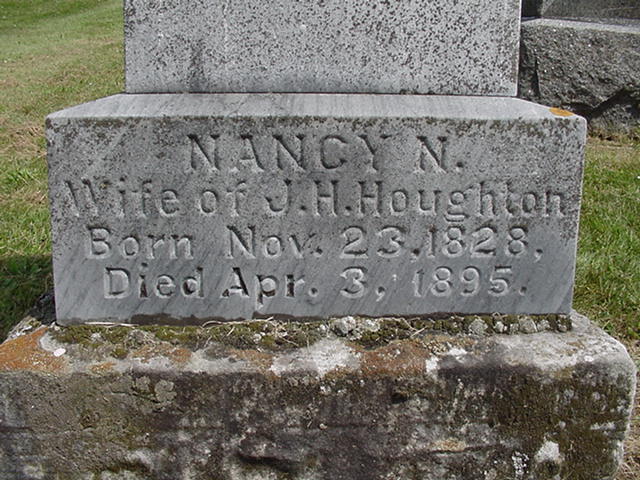 NANCY N.
Wife of J.H.Houghton
Born Nov. 23, 1828,
Died Apr. 3, 1895.